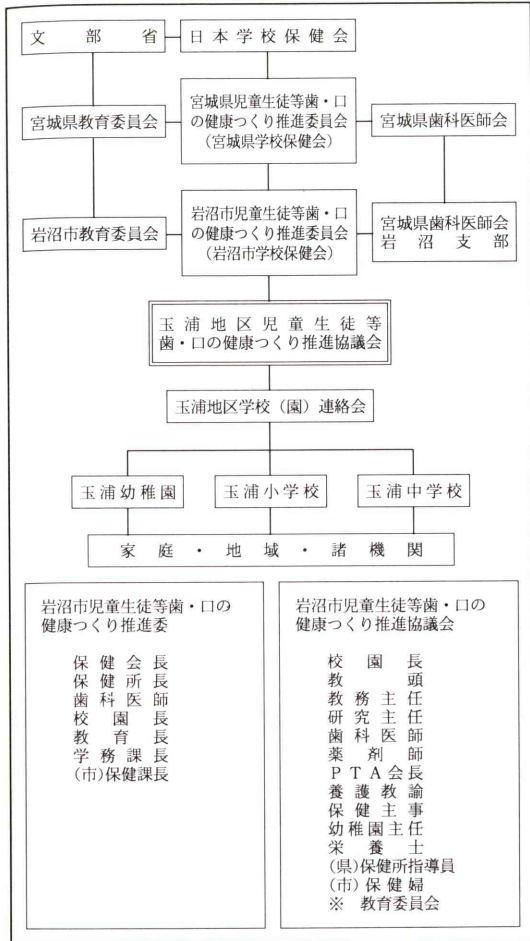 文部省
日本学校保健会
宮城県教育委員会
宮城県児童生徒等歯・口
の健康つくり推進委員会
(宮城県学校保健会)
宮城県歯科医師会
岩沼市教育委員会
岩沼市児童生徒等歯・口
の健康つくり推進委員会
(岩沼市学校保健会)
宮城県歯科医師会
岩沼支部
玉浦地区児童生徒等
歯・口の健康つくり推進協議会
玉浦地区学校(園)連絡会
玉浦幼稚園
玉浦小学校
玉浦中学校
家庭・地域・諸機関
岩沼市児童生徒等歯・口の
健康つくり推進委
保健会長
保健所長
歯科医師
校園長
教育長
学務課長
(市)保健課長
岩沼市児童生徒等歯・口の
健康つくり推進協議会
校園長
教頭
教務主任
研究主任
歯科医師
薬剤師
PTA会長
養護教諭
保健主事
幼稚園主任
栄養士
(県)保健所指導員
(市)保健婦
※ 教育委員会